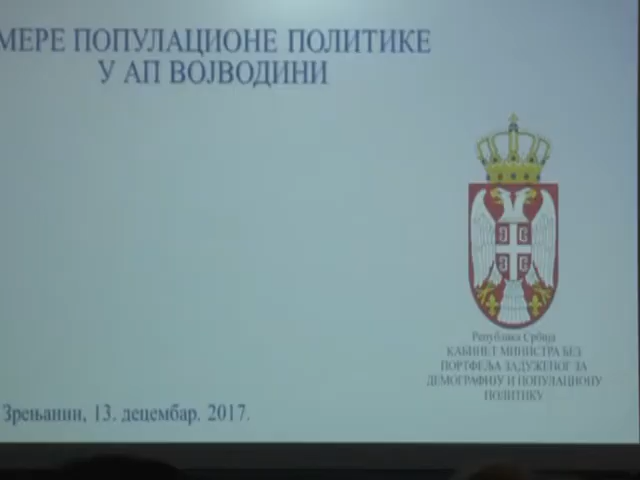 МЕРЕ ПОПУЛАЦИОНЕ ПОЛИТИКЕ
У АП ВОЈВОДИНИ
Република Србија
КАБИНЕТ МИНИСТРА БЕЗ
ПОРТФЕЉА ЗАДУЖЕНОГ ЗА
ДЕМОГРАФИЈУ И ПОПУЛАЦИОНУ
ПОЛИТИКУ
Зрењанин, 13. децембар. 2017.